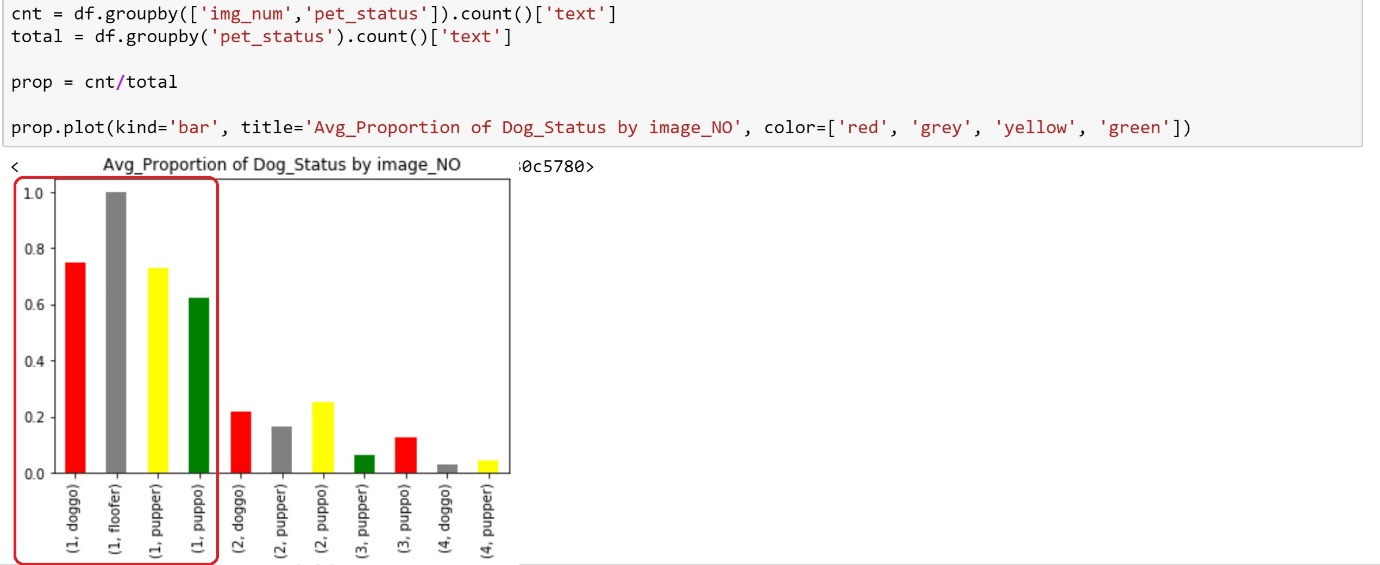 cnt = df.groupby(['img_num','pet_status']).count()['text']
total = df.groupby('pet_status').count()['text']
prop = cnt/total
prop.plot(kind='bar', title='Avg_Proportion of Dog_Status by image_NO', color=['red', 'grey', 'yellow', 'green'])
< 0c5780>
Avg_Proportion of Dog_Status by image_NO
1.0
0.8
0.6
0.4
0.2
0.0
(1, doggo)
(1, floofer)
(1, pupper)
(1, puppo)
(2, doggo)
(2, pupper)
(2, puppo)
(3, pupper)
(3, puppo)
(4, doggo)
(4, pupper)